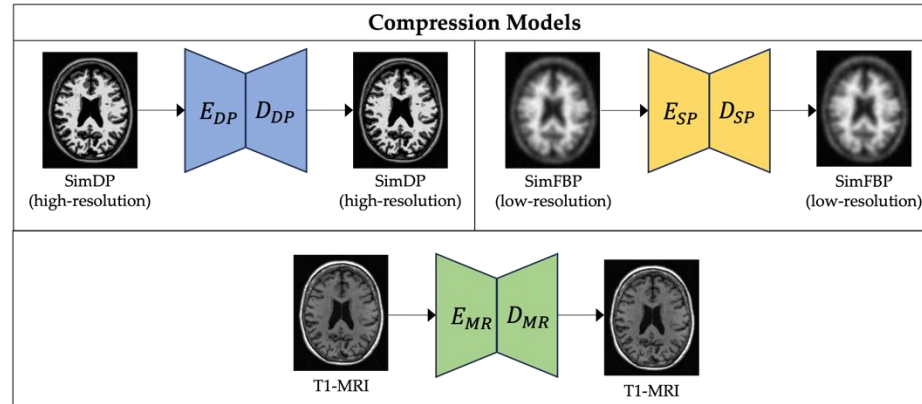 Compression Models
E_DP D_DP
SimDP
(high-resolution)
SimDP
(high-resolution)
E_SP D_SP
SimFBP
(low-resolution)
SimFBP
(low-resolution)
E_MR D_MR
T1-MRI
T1-MRI